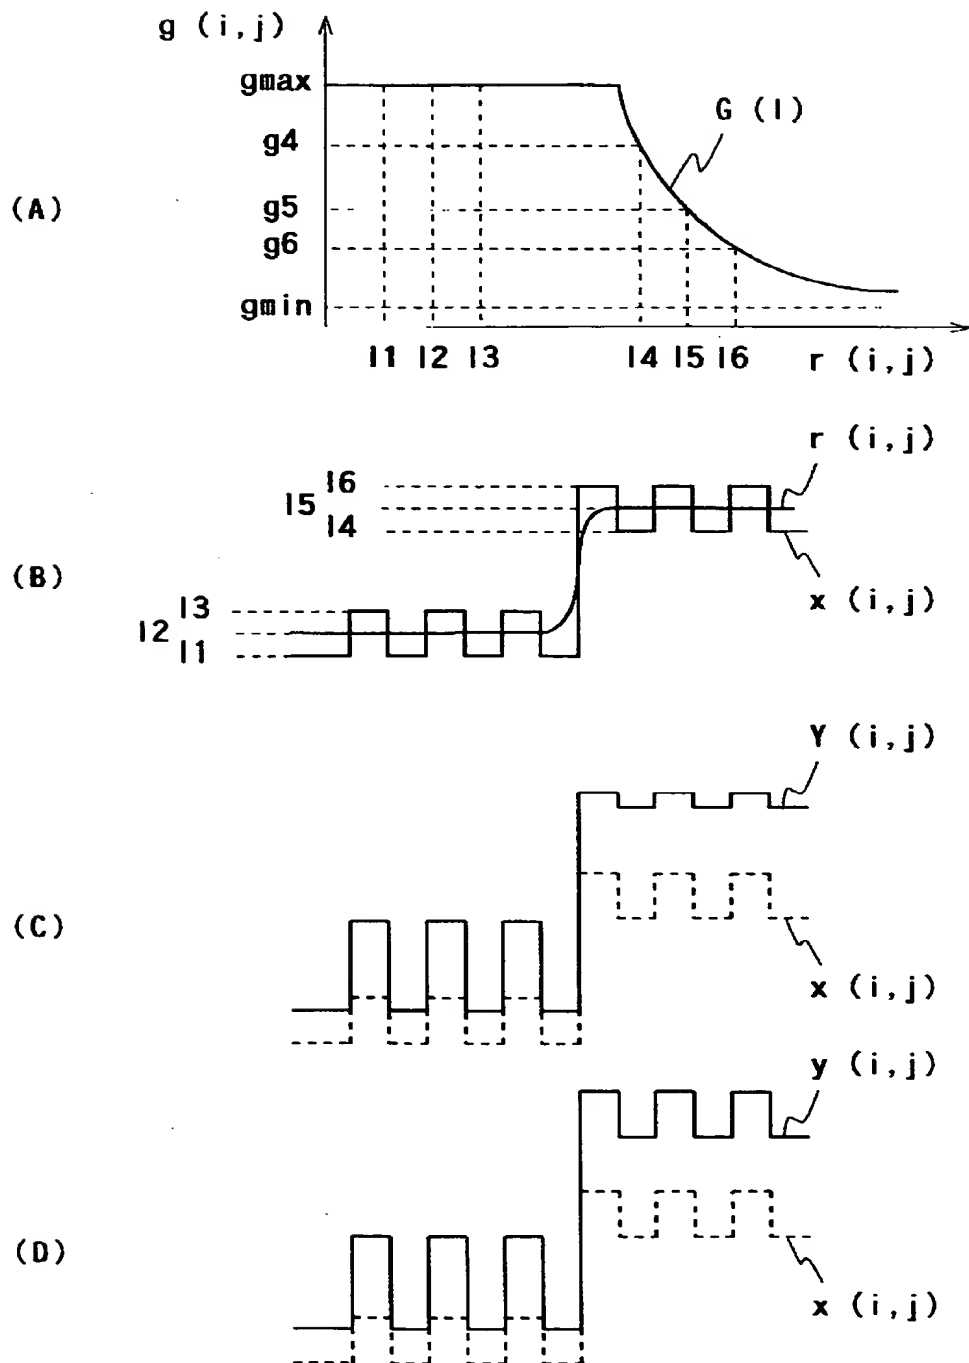 g (i,j)
gmax
G (l)
g4
(A)
g5
g6
gmin
l1 l2 l3 l4 l5 l6 r (i,j)
r (i,j)
l6
l5
l4
(B)
x (i,j)
l3
l2
l1
Y (i,j)
(C)
x (i,j)
y (i,j)
(D)
x (i,j)